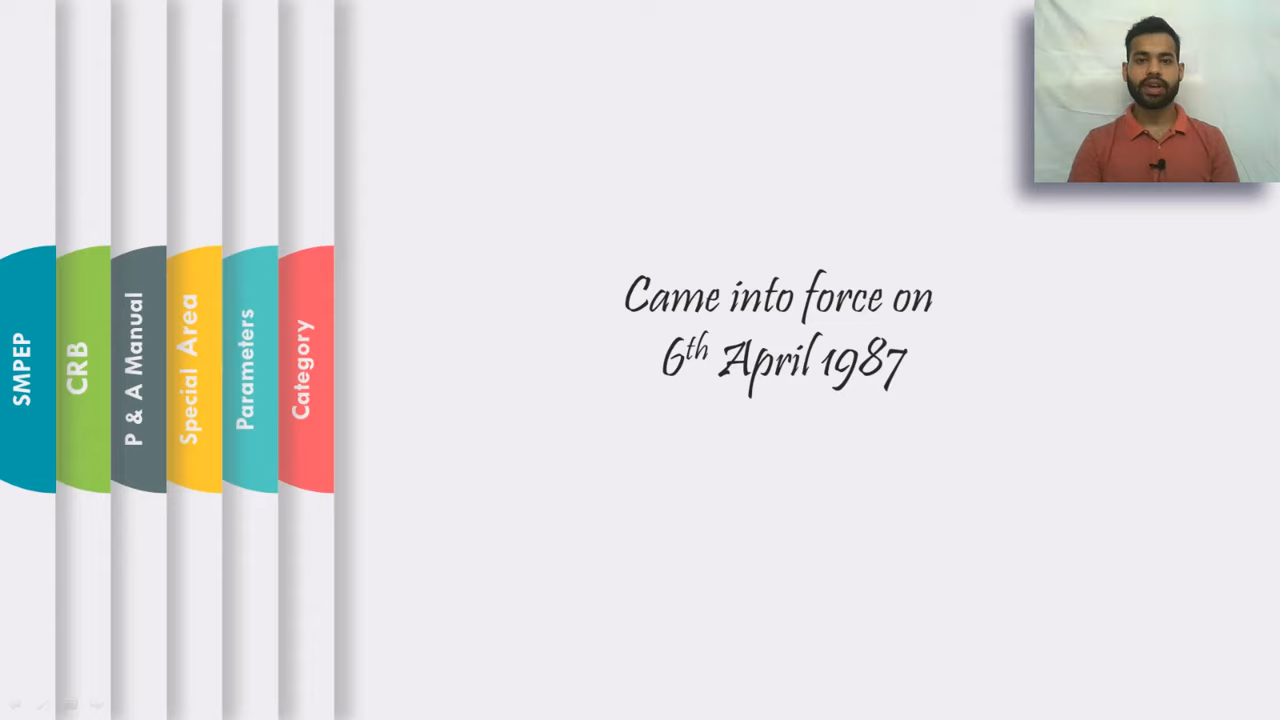 SMPEP
CRB
P & A Manual
Special Area
Parameters
Category
Came into force on
6th April 1987